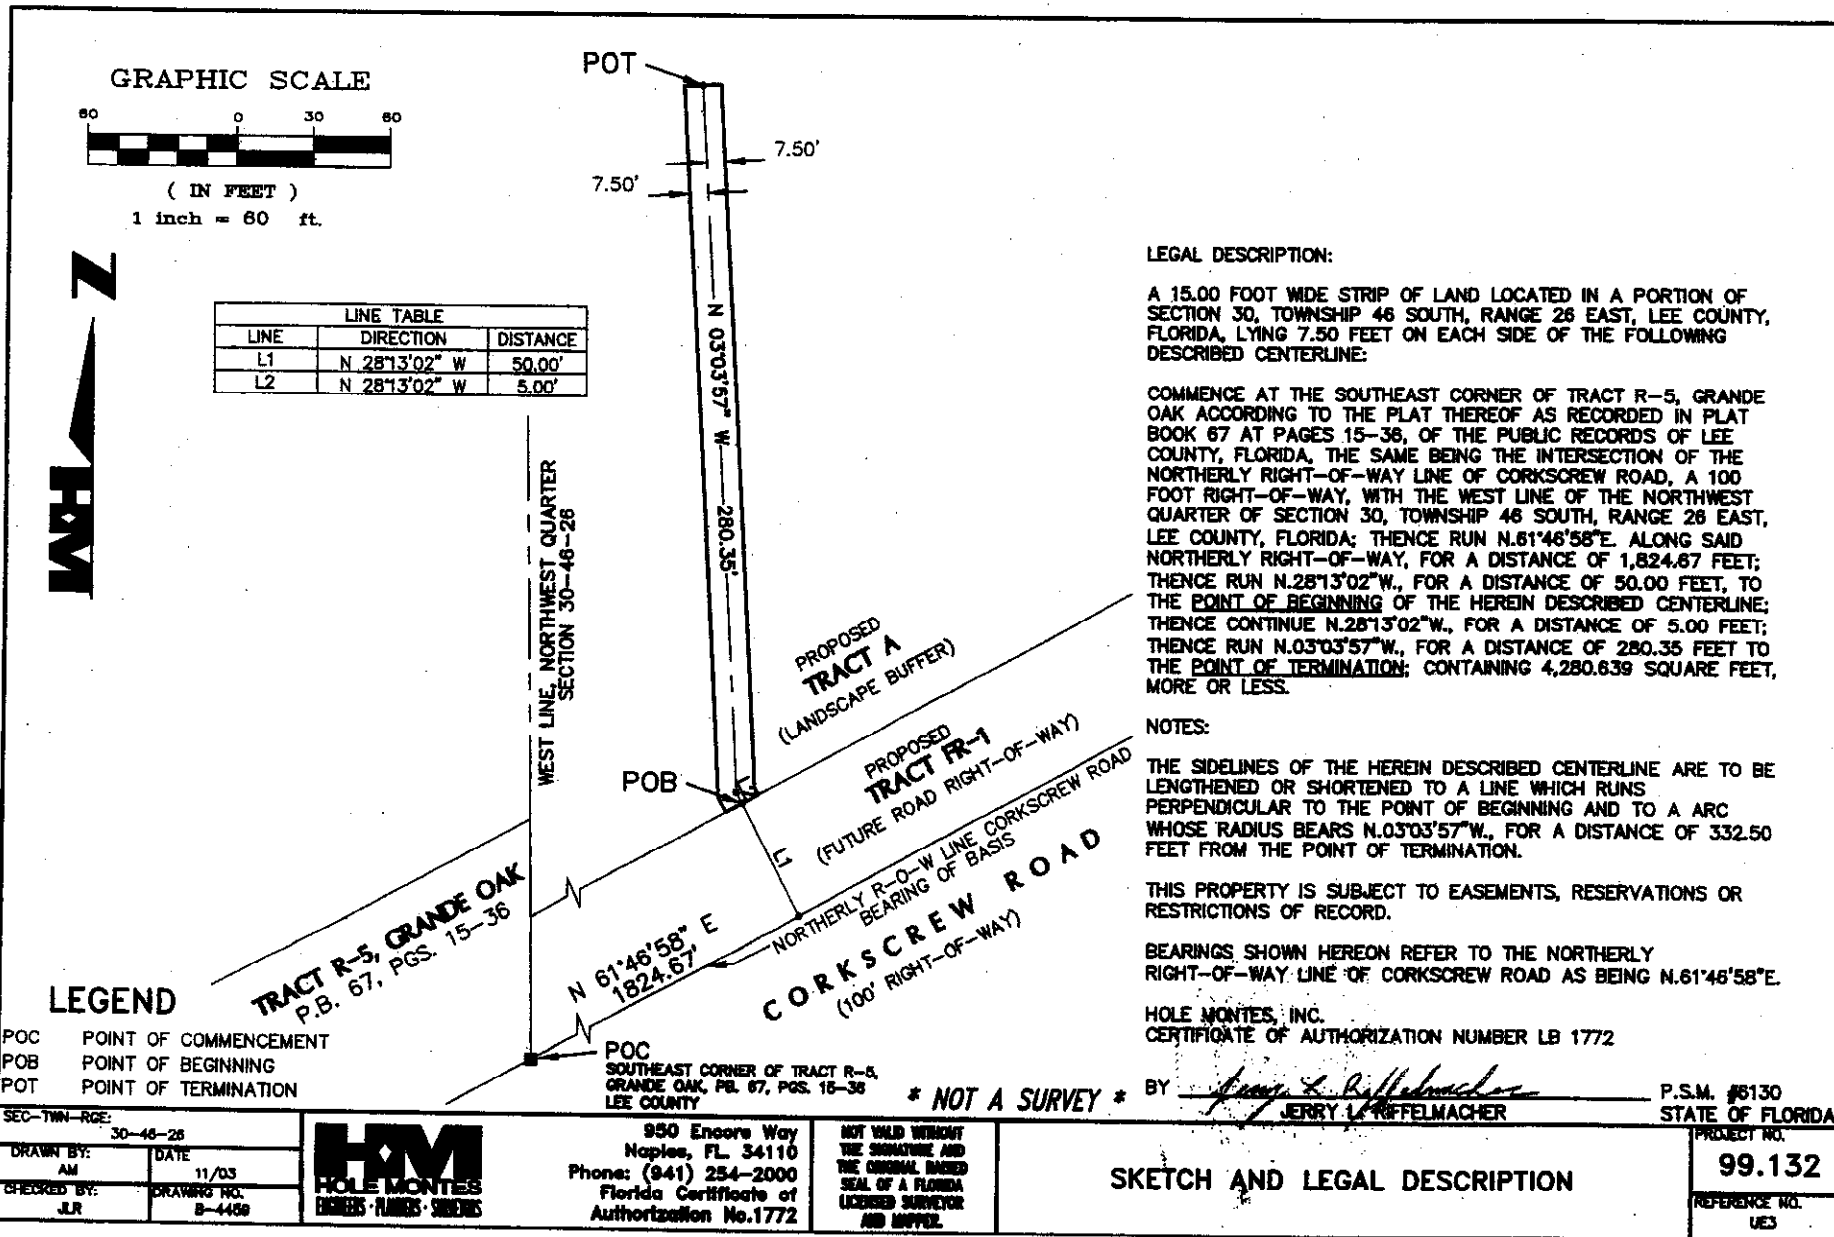 GRAPHIC SCALE
60 0 30 60
( IN FEET )
1 inch = 60 ft.
POT
7.50'
7.50'
Z
HM
LINE TABLE
LINE DIRECTION DISTANCE
L1 N 28°13'02" W 50.00'
L2 N 28°13'02" W 5.00'
N 03°03'57" W 280.35'
WEST LINE, NORTHWEST QUARTER
SECTION 30-46-26
PROPOSED
TRACT A
(LANDSCAPE BUFFER)
PROPOSED
TRACT FR-1
(FUTURE ROAD RIGHT-OF-WAY)
POB
L2
L1
NORTHERLY R-O-W LINE CORKSCREW ROAD
BEARING OF BASIS
CORKSCREW ROAD
(100' RIGHT-OF-WAY)
N 61°46'58" E
1824.67'
TRACT R-5, GRANDE OAK
P.B. 67, PGS. 15-36
POC
SOUTHEAST CORNER OF TRACT R-5,
GRANDE OAK, PB. 67, PGS. 15-36
LEE COUNTY
* NOT A SURVEY *
LEGEND
POC POINT OF COMMENCEMENT
POB POINT OF BEGINNING
POT POINT OF TERMINATION
LEGAL DESCRIPTION:
A 15.00 FOOT WIDE STRIP OF LAND LOCATED IN A PORTION OF
SECTION 30, TOWNSHIP 46 SOUTH, RANGE 26 EAST, LEE COUNTY,
FLORIDA, LYING 7.50 FEET ON EACH SIDE OF THE FOLLOWING
DESCRIBED CENTERLINE:
COMMENCE AT THE SOUTHEAST CORNER OF TRACT R-5, GRANDE
OAK ACCORDING TO THE PLAT THEREOF AS RECORDED IN PLAT
BOOK 67 AT PAGES 15-36, OF THE PUBLIC RECORDS OF LEE
COUNTY, FLORIDA, THE SAME BEING THE INTERSECTION OF THE
NORTHERLY RIGHT-OF-WAY LINE OF CORKSCREW ROAD, A 100
FOOT RIGHT-OF-WAY, WITH THE WEST LINE OF THE NORTHWEST
QUARTER OF SECTION 30, TOWNSHIP 46 SOUTH, RANGE 26 EAST,
LEE COUNTY, FLORIDA; THENCE RUN N.61°46'58"E. ALONG SAID
NORTHERLY RIGHT-OF-WAY, FOR A DISTANCE OF 1,824.67 FEET;
THENCE RUN N.28°13'02"W., FOR A DISTANCE OF 50.00 FEET, TO
THE POINT OF BEGINNING OF THE HEREIN DESCRIBED CENTERLINE;
THENCE CONTINUE N.28°13'02"W., FOR A DISTANCE OF 5.00 FEET;
THENCE RUN N.03°03'57"W., FOR A DISTANCE OF 280.35 FEET TO
THE POINT OF TERMINATION; CONTAINING 4,280.639 SQUARE FEET,
MORE OR LESS.
NOTES:
THE SIDELINES OF THE HEREIN DESCRIBED CENTERLINE ARE TO BE
LENGTHENED OR SHORTENED TO A LINE WHICH RUNS
PERPENDICULAR TO THE POINT OF BEGINNING AND TO A ARC
WHOSE RADIUS BEARS N.03°03'57"W., FOR A DISTANCE OF 332.50
FEET FROM THE POINT OF TERMINATION.
THIS PROPERTY IS SUBJECT TO EASEMENTS, RESERVATIONS OR
RESTRICTIONS OF RECORD.
BEARINGS SHOWN HEREON REFER TO THE NORTHERLY
RIGHT-OF-WAY LINE OF CORKSCREW ROAD AS BEING N.61°46'58"E.
HOLE MONTES, INC.
CERTIFICATE OF AUTHORIZATION NUMBER LB 1772
BY Jerry L. Riffelmacher P.S.M. #6130
JERRY L. RIFFELMACHER STATE OF FLORIDA
SEC-TWN-RGE:
30-46-26
DRAWN BY: AM
DATE 11/03
CHECKED BY: JLR
DRAWING NO. B-4459
HM
HOLE MONTES
ENGINEERS · PLANNERS · SURVEYORS
950 Encore Way
Naples, FL. 34110
Phone: (941) 254-2000
Florida Certificate of
Authorization No.1772
NOT VALID WITHOUT
THE SIGNATURE AND
THE ORIGINAL RAISED
SEAL OF A FLORIDA
LICENSED SURVEYOR
AND MAPPER.
SKETCH AND LEGAL DESCRIPTION
PROJECT NO.
99.132
REFERENCE NO.
UE3